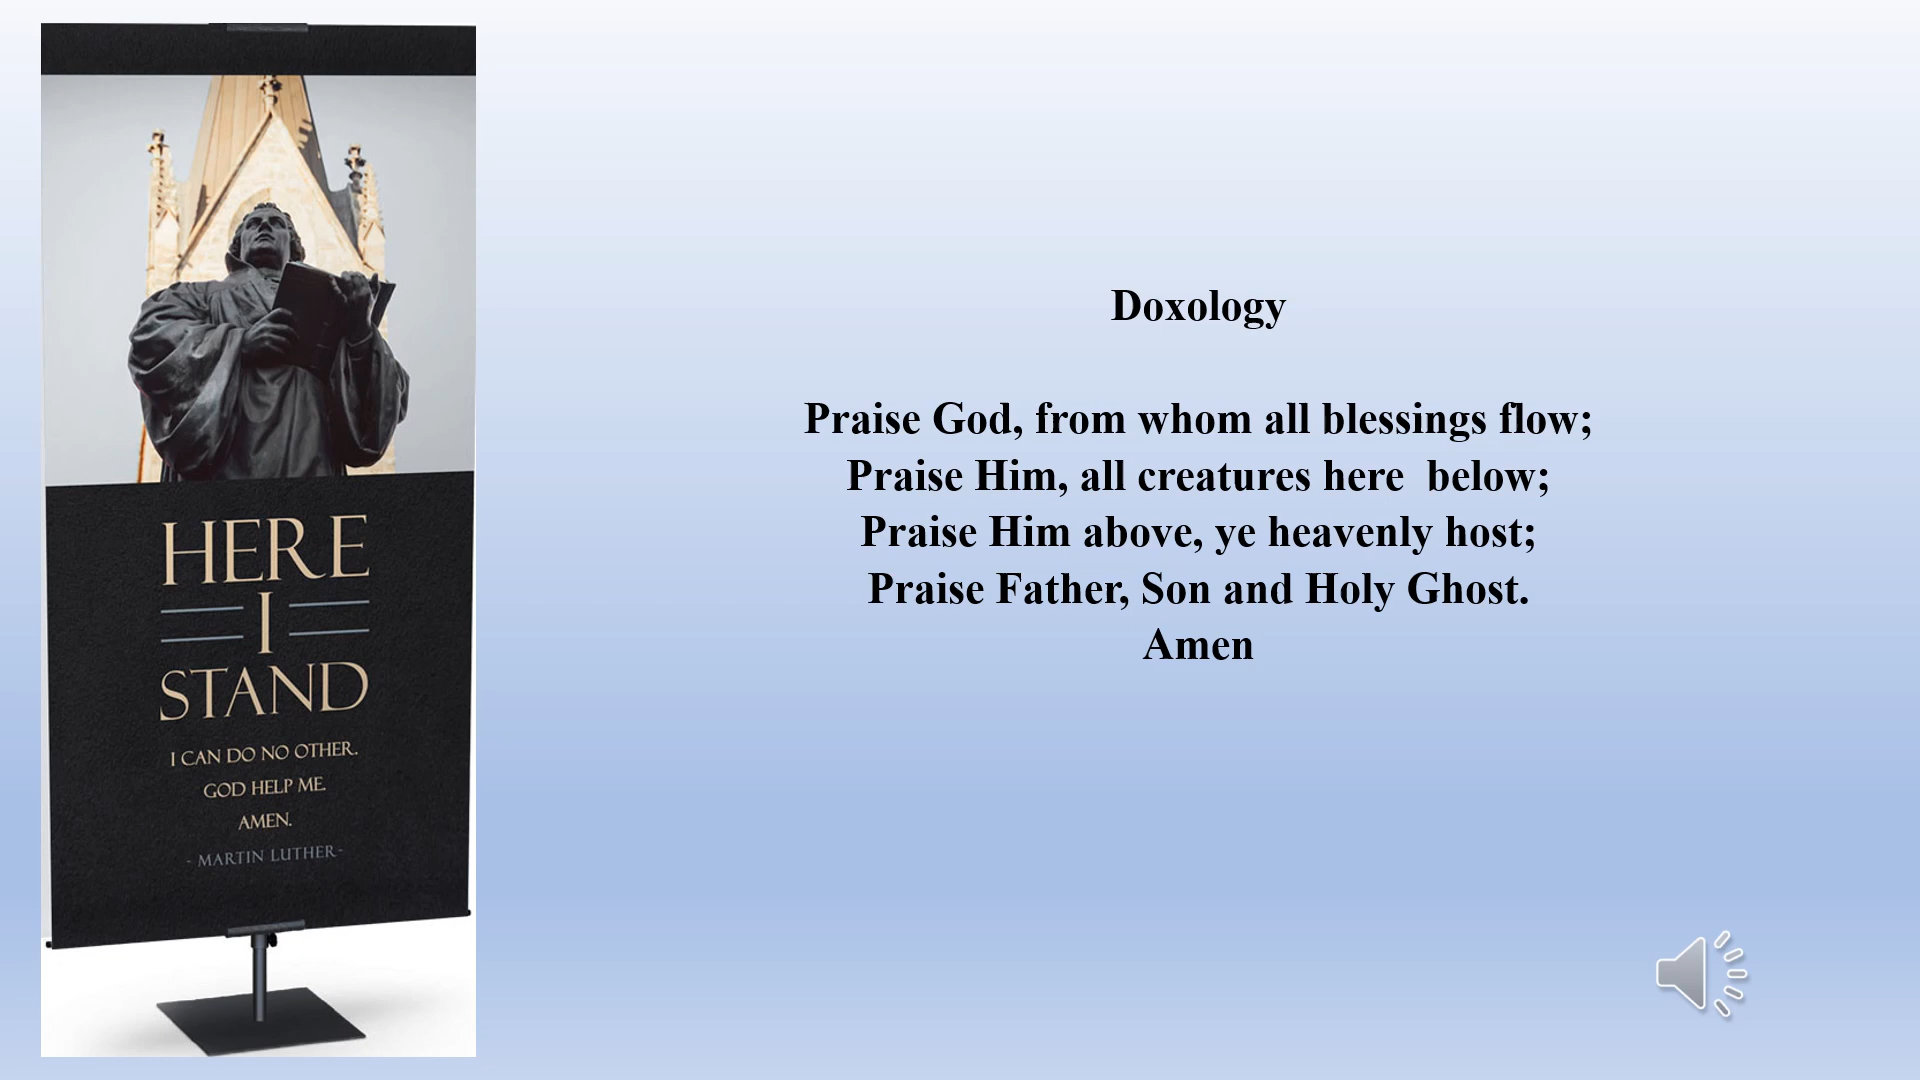 HERE
I
STAND
I CAN DO NO OTHER.
GOD HELP ME.
AMEN.
- MARTIN LUTHER -
Doxology
Praise God, from whom all blessings flow;
Praise Him, all creatures here  below;
Praise Him above, ye heavenly host;
Praise Father, Son and Holy Ghost.
Amen